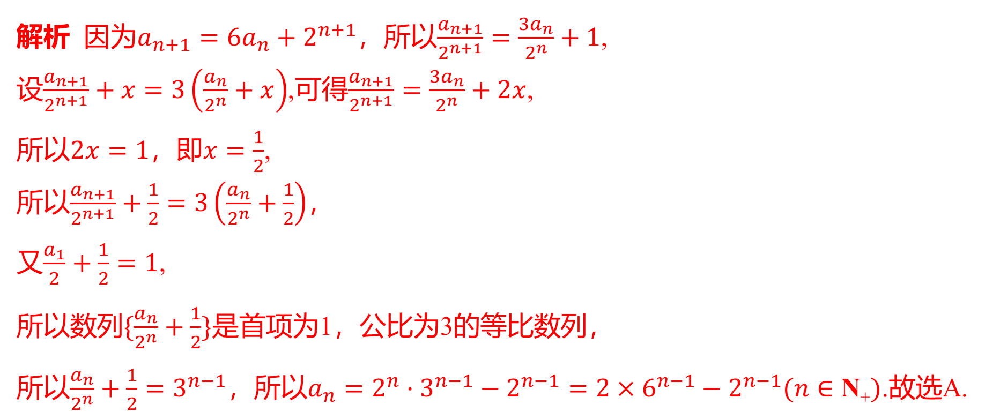 解析 因为$a_{n+1}=6a_n+2^{n+1}$，所以$\frac{a_{n+1}}{2^{n+1}}=\frac{3a_n}{2^n}+1$,
设$\frac{a_{n+1}}{2^{n+1}}+x=3\left(\frac{a_n}{2^n}+x\right)$,可得$\frac{a_{n+1}}{2^{n+1}}=\frac{3a_n}{2^n}+2x$,
所以$2x=1$，即$x=\frac{1}{2}$,
所以$\frac{a_{n+1}}{2^{n+1}}+\frac{1}{2}=3\left(\frac{a_n}{2^n}+\frac{1}{2}\right)$，
又$\frac{a_1}{2}+\frac{1}{2}=1$,
所以数列{$\frac{a_n}{2^n}+\frac{1}{2}$}是首项为1，公比为3的等比数列，
所以$\frac{a_n}{2^n}+\frac{1}{2}=3^{n-1}$，所以$a_n=2^n\cdot 3^{n-1}-2^{n-1}=2\times 6^{n-1}-2^{n-1}(n\in \mathbf{N}_+)$.故选A.